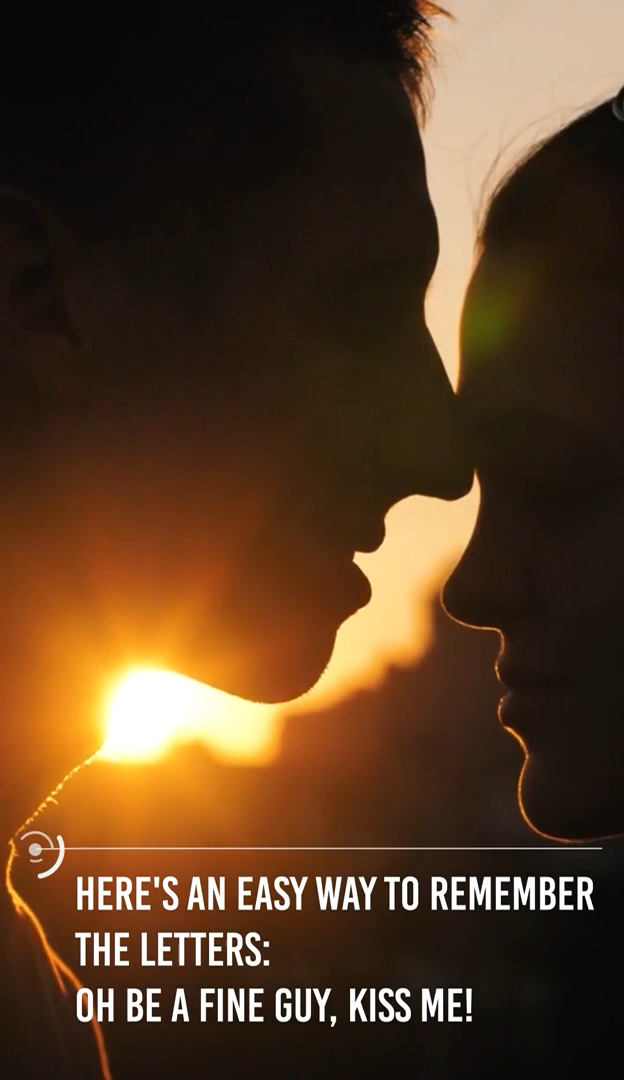 HERE'S AN EASY WAY TO REMEMBER
THE LETTERS:
OH BE A FINE GUY, KISS ME!